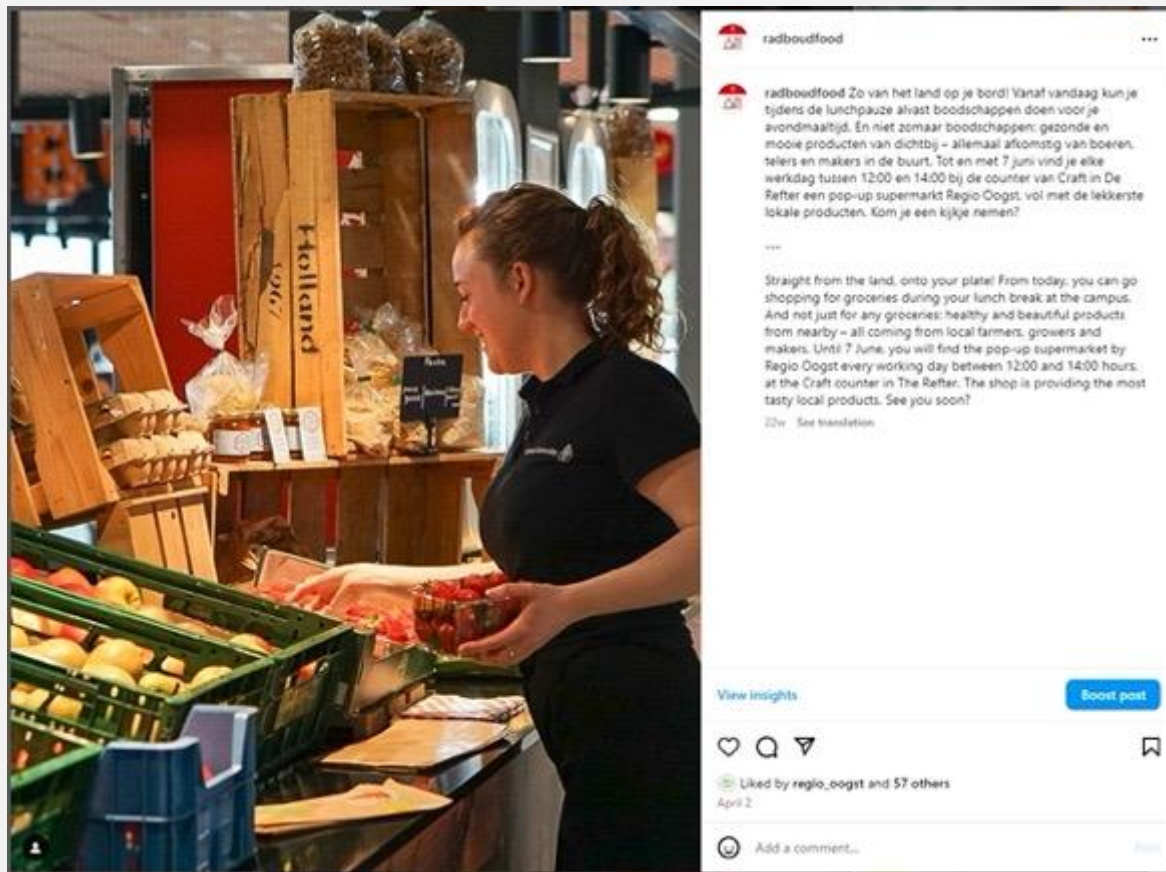 Holland
1967
radboudfood
radboudfood Zo van het land op je bord! Vanaf vandaag kun je
tijdens de lunchpauze alvast boodschappen doen voor je
avondmaaltijd. En niet zomaar boodschappen: gezonde en
mooie producten van dichtbij – allemaal afkomstig van boeren,
telers en makers in de buurt. Tot en met 7 juni vind je elke
werkdag tussen 12:00 en 14:00 bij de counter van Craft in De
Refter een pop-up supermarkt Regio Oogst, vol met de lekkerste
lokale producten. Kom je een kijkje nemen?
---
Straight from the land, onto your plate! From today, you can go
shopping for groceries during your lunch break at the campus.
And not just for any groceries: healthy and beautiful products
from nearby – all coming from local farmers, growers and
makers. Until 7 June, you will find the pop-up supermarket by
Regio Oogst every working day between 12:00 and 14:00 hours,
at the Craft counter in The Refter. The shop is providing the most
tasty local products. See you soon?
22w See translation
View insights
Boost post
Liked by regio_oogst and 57 others
April 2
Add a comment...
Post